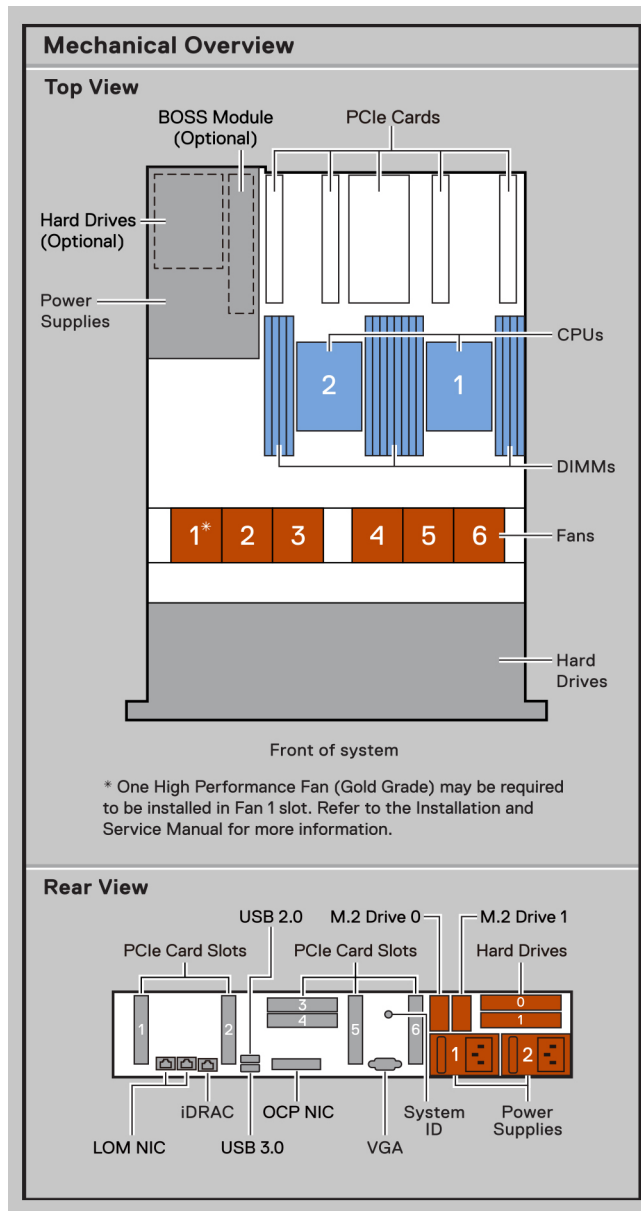 Mechanical Overview
Top View
BOSS Module
(Optional)
PCIe Cards
Hard Drives
(Optional)
Power
Supplies
CPUs
2
1
DIMMs
1*
2
3
4
5
6
Fans
Hard
Drives
Front of system
* One High Performance Fan (Gold Grade) may be required
to be installed in Fan 1 slot. Refer to the Installation and
Service Manual for more information.
Rear View
USB 2.0
M.2 Drive 0
M.2 Drive 1
PCIe Card Slots
PCIe Card Slots
Hard Drives
1
2
3
4
5
6
0
1
1
2
iDRAC
OCP NIC
System
ID
Power
Supplies
LOM NIC
USB 3.0
VGA